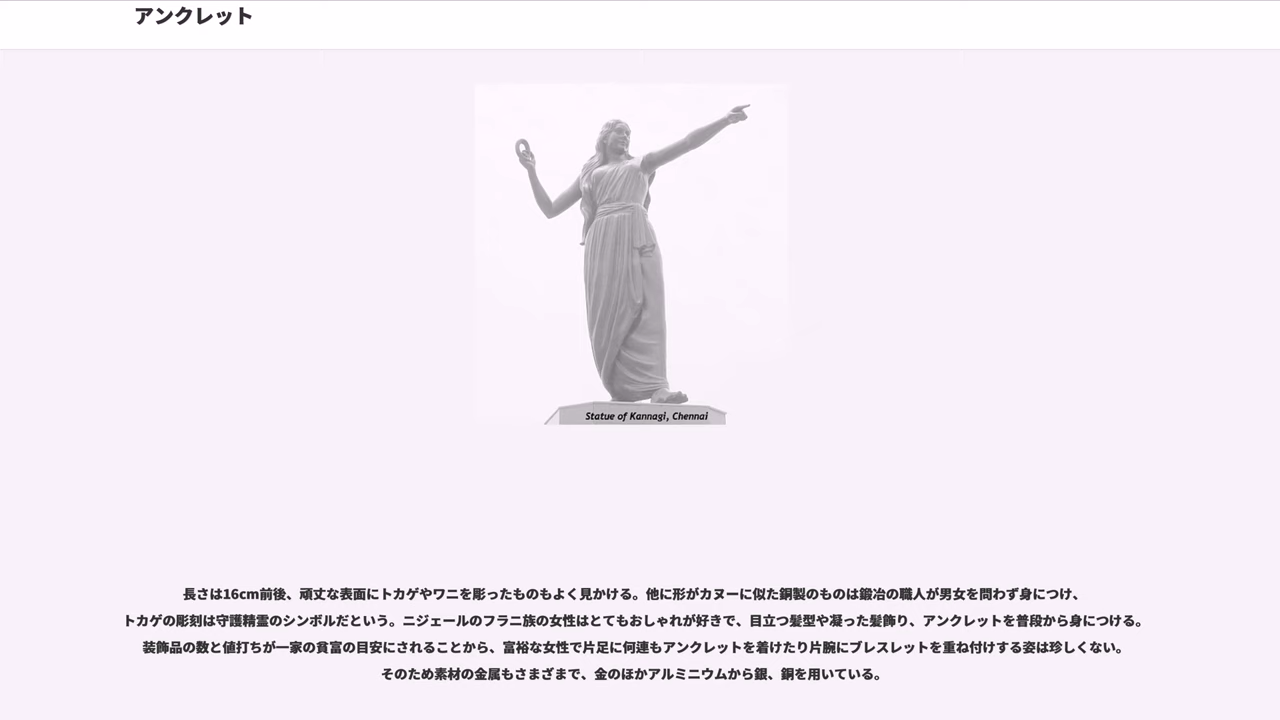 アンクレット
Statue of Kannagi, Chennai
長さは16cm前後、頑丈な表面にトカゲやワニを彫ったものもよく見かける。他に形がカヌーに似た銅製のものは鍛冶の職人が男女を問わず身につけ、
トカゲの彫刻は守護精霊のシンボルだという。ニジェールのフラニ族の女性はとてもおしゃれが好きで、目立つ髪型や凝った髪飾り、アンクレットを普段から身につける。
装飾品の数と値打ちが一家の貧富の目安にされることから、富裕な女性で片足に何連もアンクレットを着けたり片腕にブレスレットを重ね付けする姿は珍しくない。
そのため素材の金属もさまざまで、金のほかアルミニウムから銀、銅を用いている。